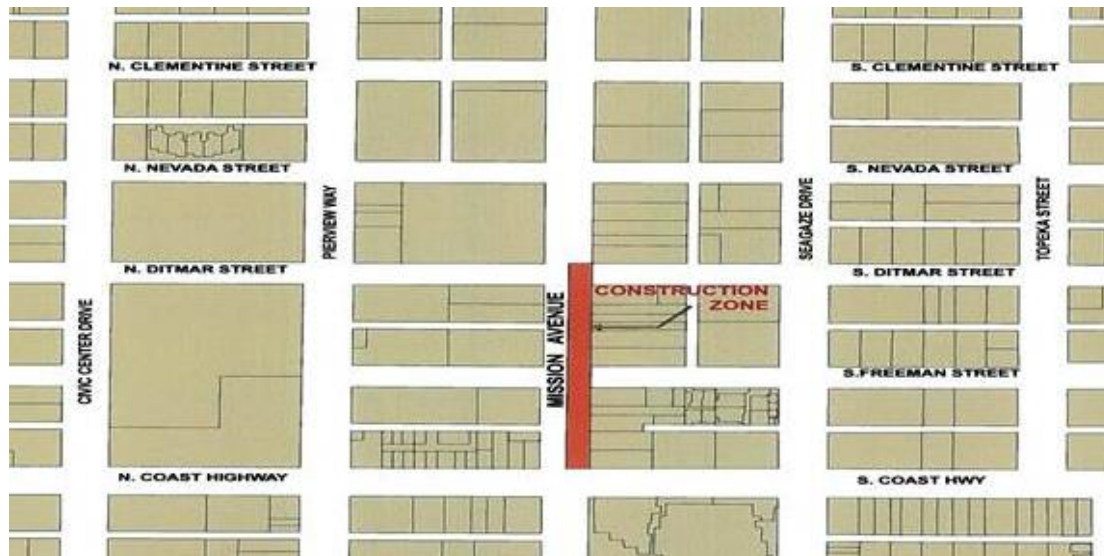 N. CLEMENTINE STREET
S. CLEMENTINE STREET
N. NEVADA STREET
S. NEVADA STREET
PIERVIEW WAY
SEAGAZE DRIVE
TOPEKA STREET
N. DITMAR STREET
S. DITMAR STREET
CIVIC CENTER DRIVE
MISSION AVENUE
CONSTRUCTION
ZONE
S.FREEMAN STREET
N. COAST HIGHWAY
S. COAST HWY